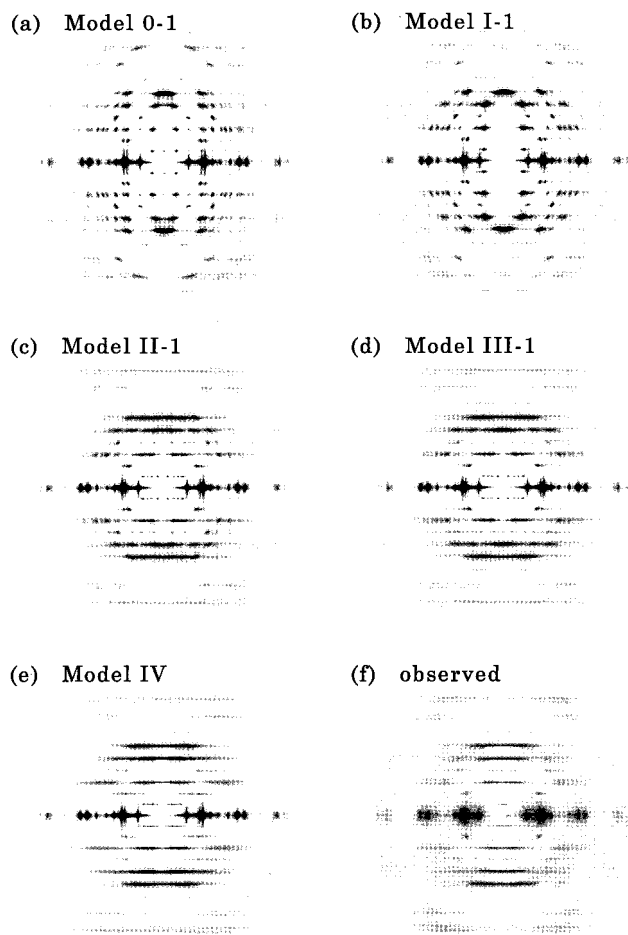 (a) Model 0-1
(b) Model I-1
(c) Model II-1
(d) Model III-1
(e) Model IV
(f) observed